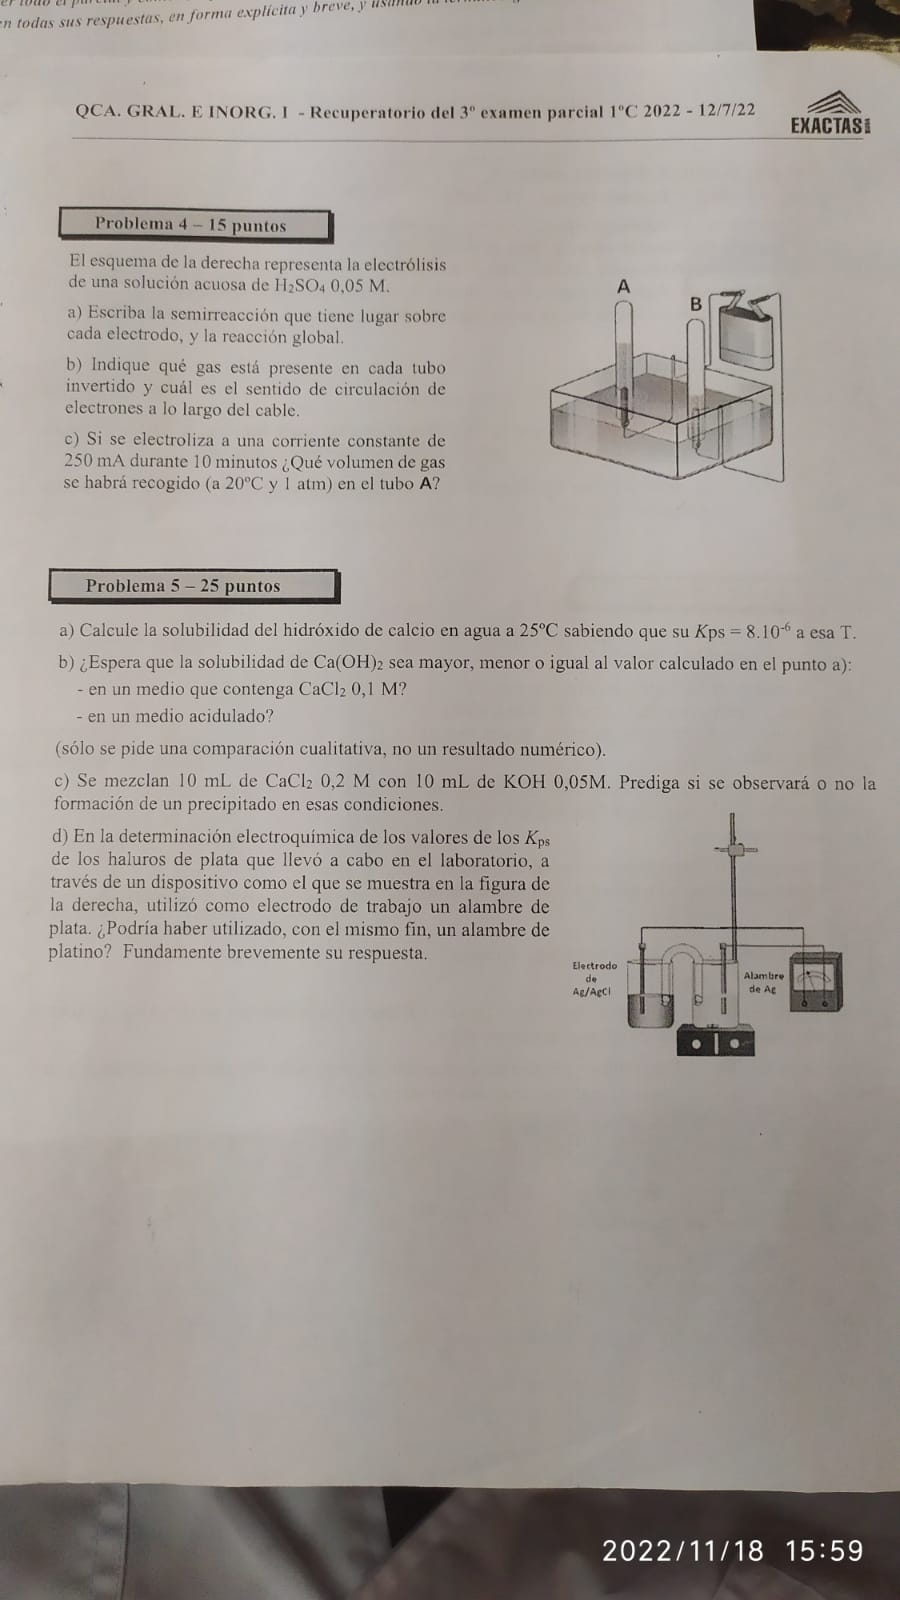 en todas sus respuestas, en forma explícita y breve, y usando
QCA. GRAL. E INORG. I - Recuperatorio del 3º examen parcial 1ºC 2022 - 12/7/22
EXACTAS
Problema 4 – 15 puntos
El esquema de la derecha representa la electrólisis
de una solución acuosa de H₂SO₄ 0,05 M.
a) Escriba la semirreacción que tiene lugar sobre
cada electrodo, y la reacción global.
b) Indique qué gas está presente en cada tubo
invertido y cuál es el sentido de circulación de
electrones a lo largo del cable.
c) Si se electroliza a una corriente constante de
250 mA durante 10 minutos ¿Qué volumen de gas
se habrá recogido (a 20ºC y 1 atm) en el tubo A?
A
B
Problema 5 – 25 puntos
a) Calcule la solubilidad del hidróxido de calcio en agua a 25ºC sabiendo que su Kps = 8.10⁻⁶ a esa T.
b) ¿Espera que la solubilidad de Ca(OH)₂ sea mayor, menor o igual al valor calculado en el punto a):
- en un medio que contenga CaCl₂ 0,1 M?
- en un medio acidulado?
(sólo se pide una comparación cualitativa, no un resultado numérico).
c) Se mezclan 10 mL de CaCl₂ 0,2 M con 10 mL de KOH 0,05M. Prediga si se observará o no la
formación de un precipitado en esas condiciones.
d) En la determinación electroquímica de los valores de los Kps
de los haluros de plata que llevó a cabo en el laboratorio, a
través de un dispositivo como el que se muestra en la figura de
la derecha, utilizó como electrodo de trabajo un alambre de
plata. ¿Podría haber utilizado, con el mismo fin, un alambre de
platino? Fundamente brevemente su respuesta.
Electrodo
de
Ag/AgCl
Alambre
de Ag
2022/11/18 15:59